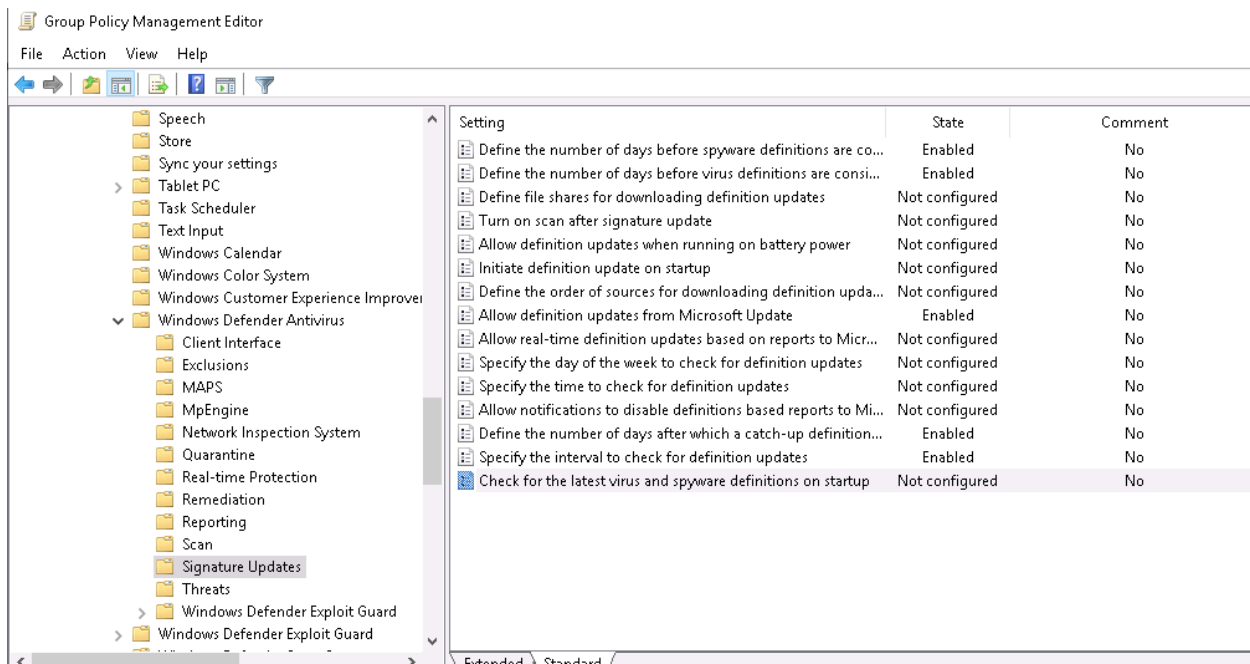 Group Policy Management Editor
File Action View Help
Speech
Store
Sync your settings
Tablet PC
Task Scheduler
Text Input
Windows Calendar
Windows Color System
Windows Customer Experience Improver
Windows Defender Antivirus
Client Interface
Exclusions
MAPS
MpEngine
Network Inspection System
Quarantine
Real-time Protection
Remediation
Reporting
Scan
Signature Updates
Threats
Windows Defender Exploit Guard
Windows Defender Exploit Guard
Setting State Comment
Define the number of days before spyware definitions are co... Enabled No
Define the number of days before virus definitions are consi... Enabled No
Define file shares for downloading definition updates Not configured No
Turn on scan after signature update Not configured No
Allow definition updates when running on battery power Not configured No
Initiate definition update on startup Not configured No
Define the order of sources for downloading definition upda... Not configured No
Allow definition updates from Microsoft Update Enabled No
Allow real-time definition updates based on reports to Micr... Not configured No
Specify the day of the week to check for definition updates Not configured No
Specify the time to check for definition updates Not configured No
Allow notifications to disable definitions based reports to Mi... Not configured No
Define the number of days after which a catch-up definition... Enabled No
Specify the interval to check for definition updates Enabled No
Check for the latest virus and spyware definitions on startup Not configured No
Extended Standard